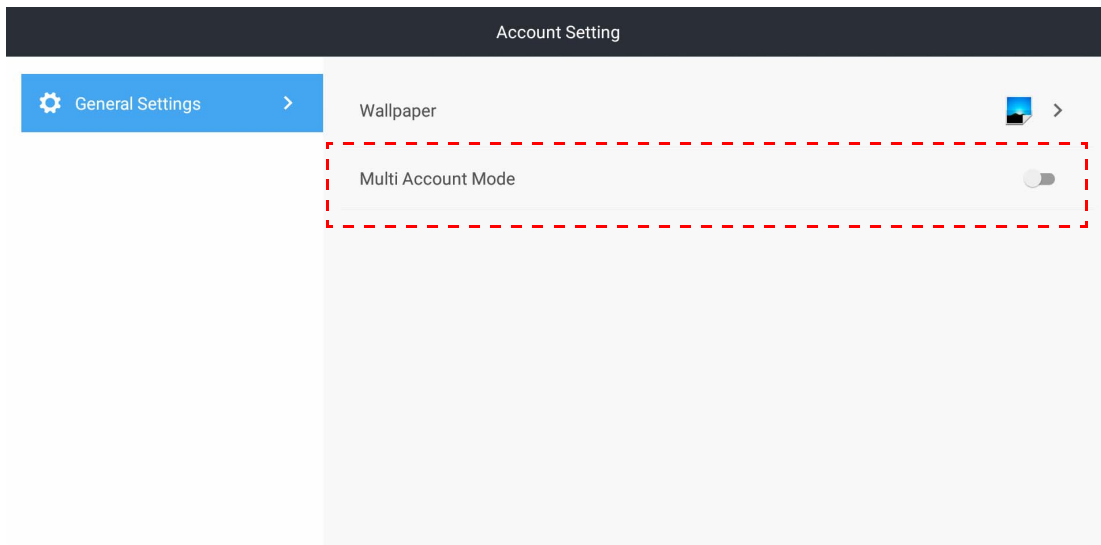 Account Setting
General Settings
Wallpaper
Multi Account Mode